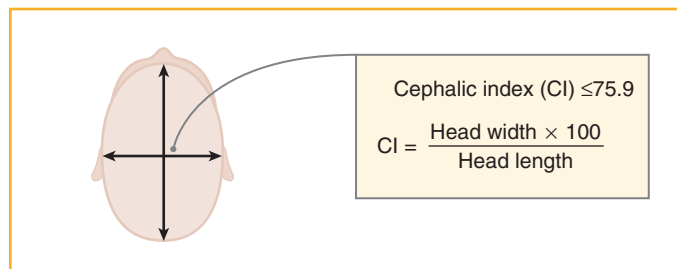 Cephalic index (CI) ≤75.9
CI = Head width × 100
Head length